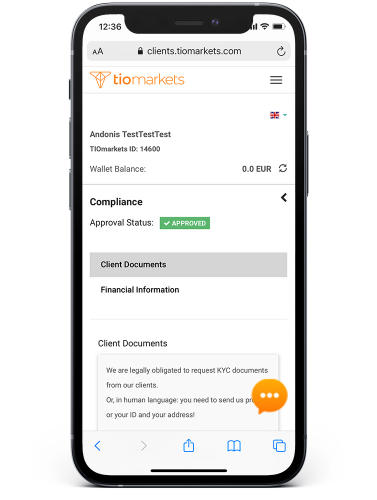 12:36
AA clients.tiomarkets.com
tiomarkets
Andonis TestTestTest
TIOmarkets ID: 14600
Wallet Balance: 0.0 EUR
Compliance
Approval Status: APPROVED
Client Documents
Financial Information
Client Documents
We are legally obligated to request KYC documents
from our clients.
Or, in human language: you need to send us
or your ID and your address!